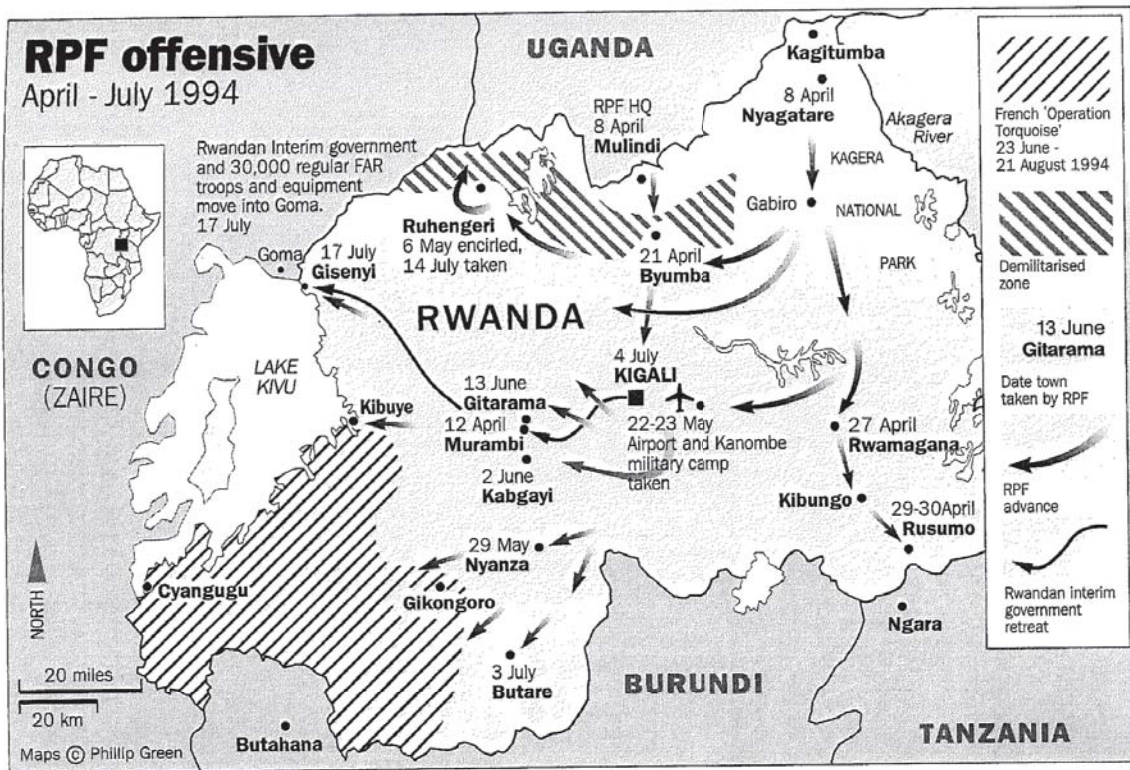 RPF offensive
April - July 1994
UGANDA
Kagitumba
8 April
Nyagatare
Akagera
River
RPF HQ
8 April
Mulindi
KAGERA
Gabiro
NATIONAL
PARK
Rwandan Interim government
and 30,000 regular FAR
troops and equipment
move into Goma.
17 July
Ruhengeri
6 May encirled,
14 July taken
21 April
Byumba
Goma
17 July
Gisenyi
RWANDA
CONGO
(ZAIRE)
LAKE
KIVU
4 July
KIGALI
13 June
Gitarama
12 April
Murambi
2 June
Kabgayi
22-23 May
Airport and Kanombe
military camp
taken
Kibuye
27 April
Rwamagana
Kibungo
29-30April
Rusumo
29 May
Nyanza
Gikongoro
Cyangugu
Ngara
3 July
Butare
BURUNDI
TANZANIA
Butahana
NORTH
20 miles
20 km
Maps © Phillip Green
French 'Operation
Torquoise'
23 June -
21 August 1994
Demilitarised
zone
13 June
Gitarama
Date town
taken by RPF
RPF
advance
Rwandan interim
government
retreat